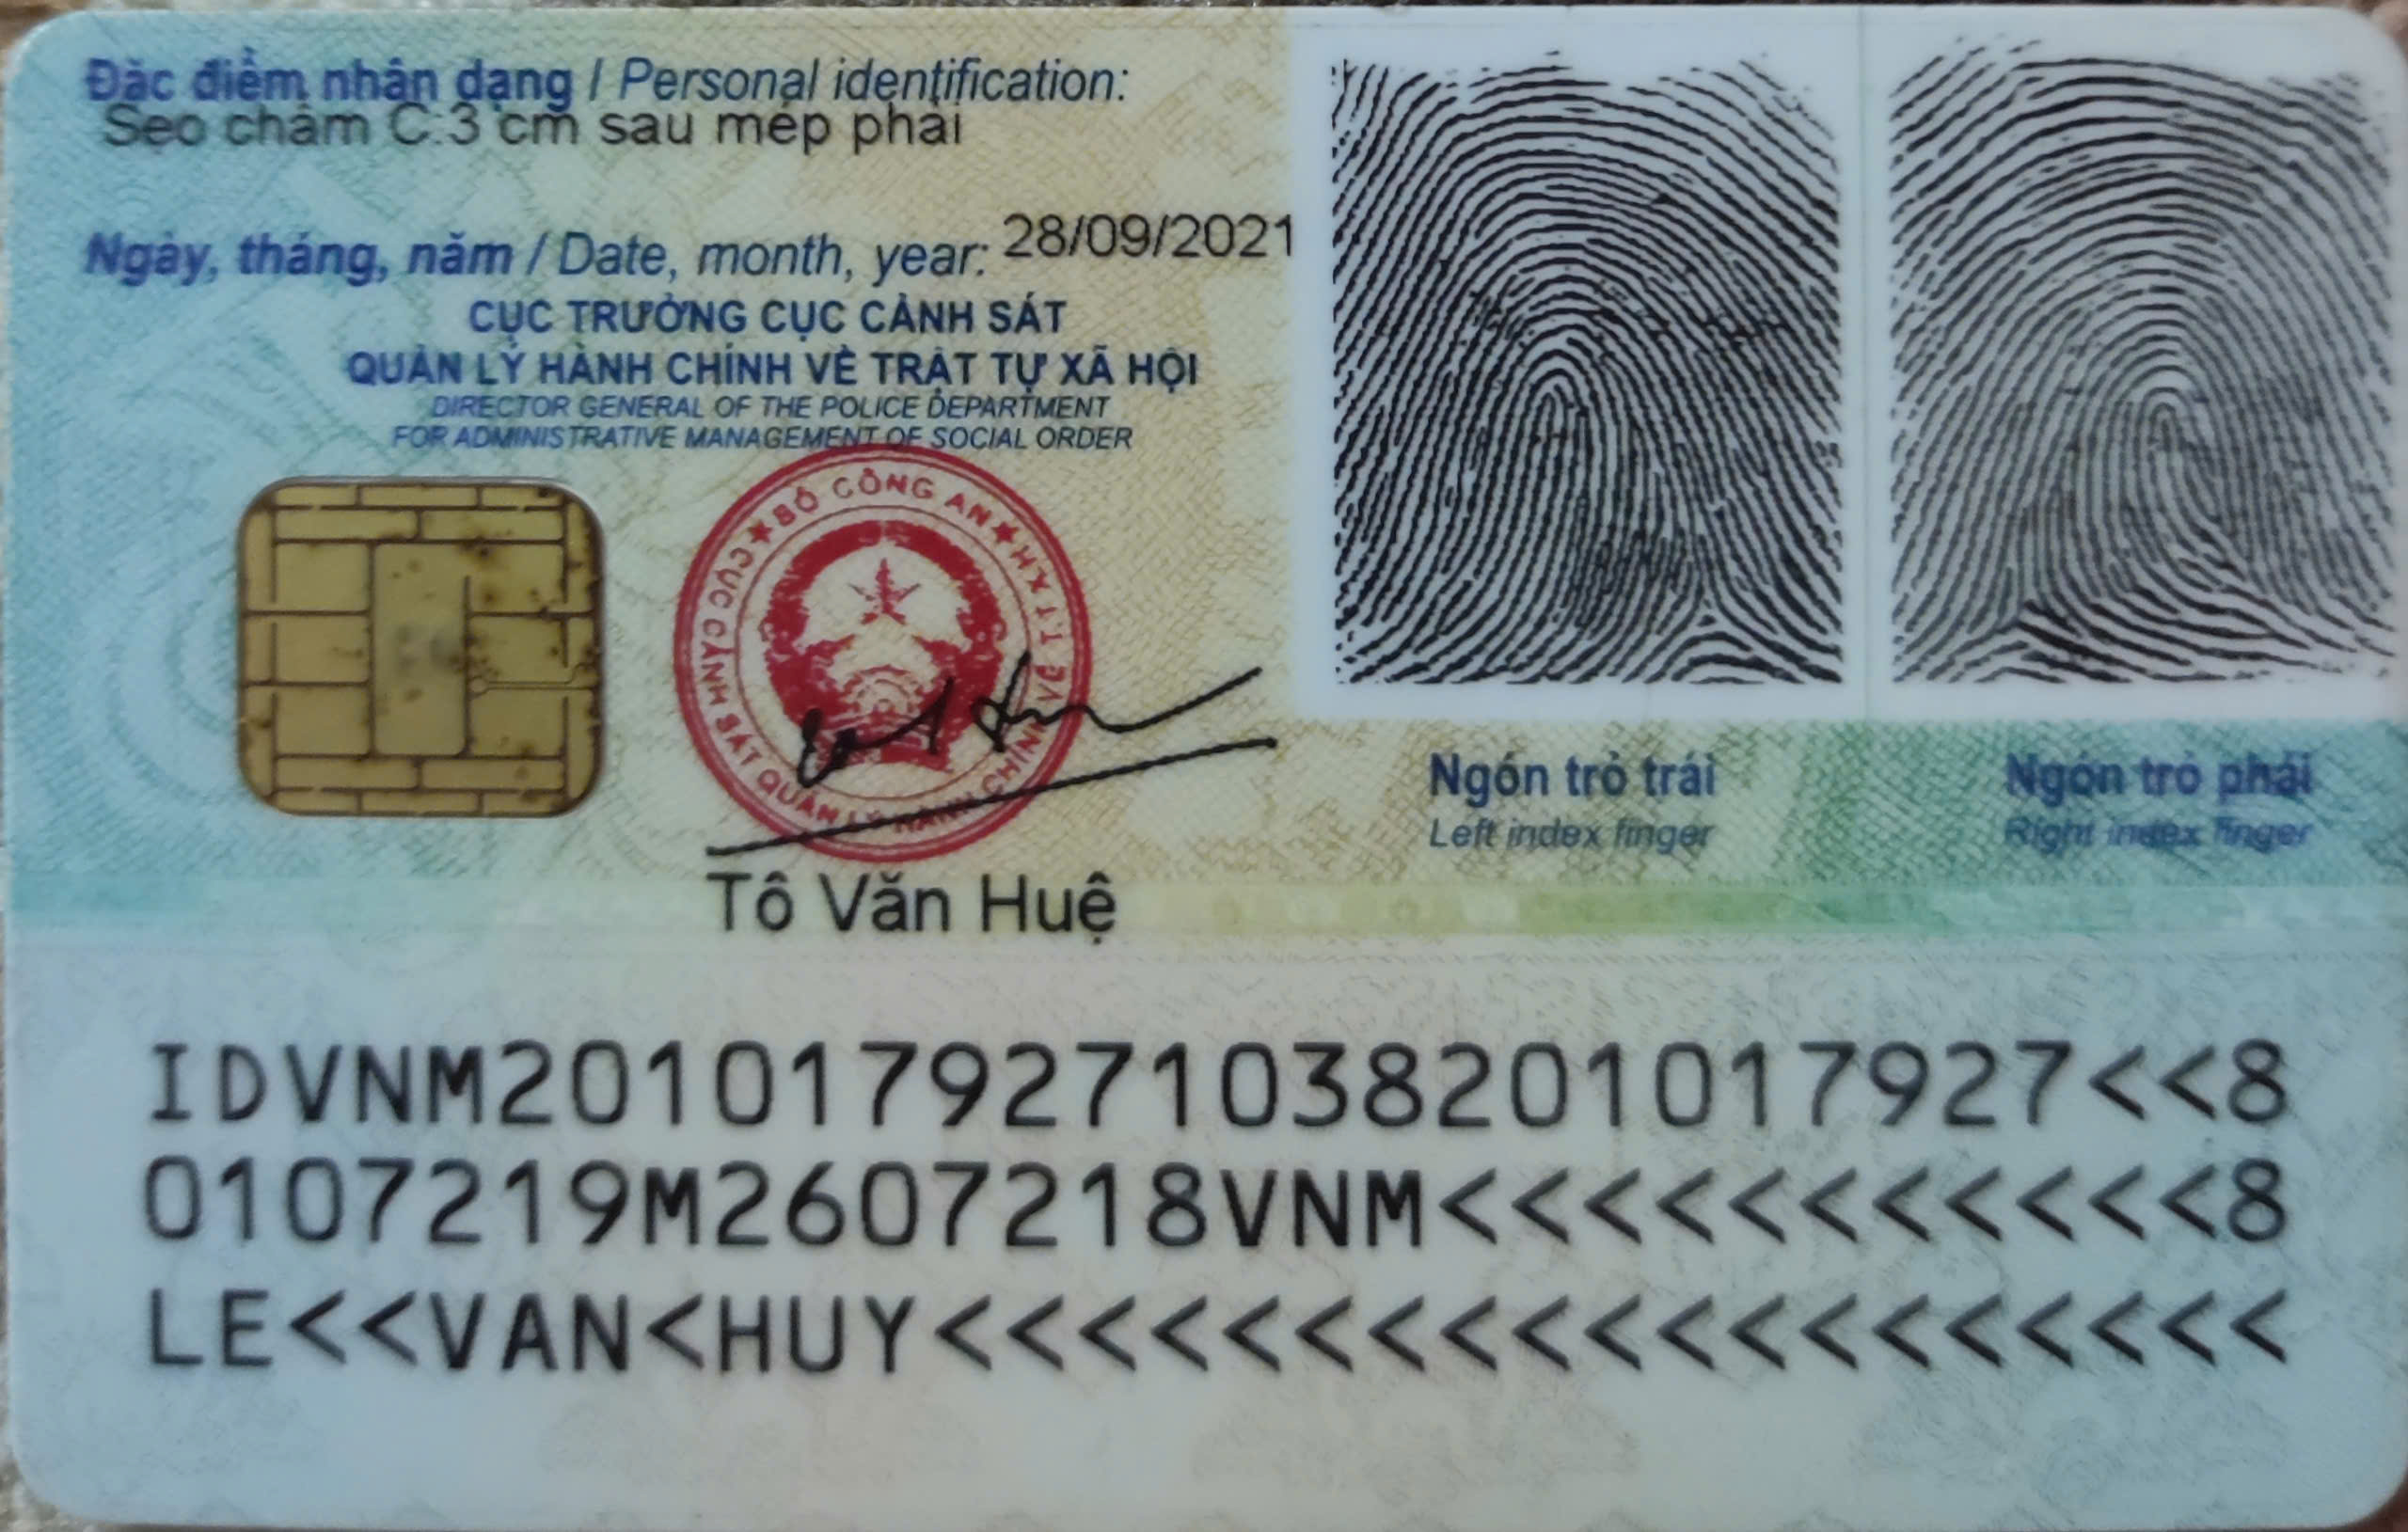 Đặc điểm nhân dạng / Personal identification:
Sẹo chấm C:3 cm sau mép phải
Ngày, tháng, năm / Date, month, year: 28/09/2021
CỤC TRƯỞNG CỤC CẢNH SÁT
QUẢN LÝ HÀNH CHÍNH VỀ TRẬT TỰ XÃ HỘI
DIRECTOR GENERAL OF THE POLICE DEPARTMENT
FOR ADMINISTRATIVE MANAGEMENT OF SOCIAL ORDER
BỘ CÔNG AN
CỤC CẢNH SÁT QUẢN LÝ HÀNH CHÍNH VỀ TTXH
Tô Văn Huệ
Ngón trỏ trái
Left index finger
Ngón trỏ phải
Right index finger
IDVNM2010179271038201017927<<8
0107219M2607218VNM<<<<<<<<<<<8
LE<<VAN<HUY<<<<<<<<<<<<<<<<<<<